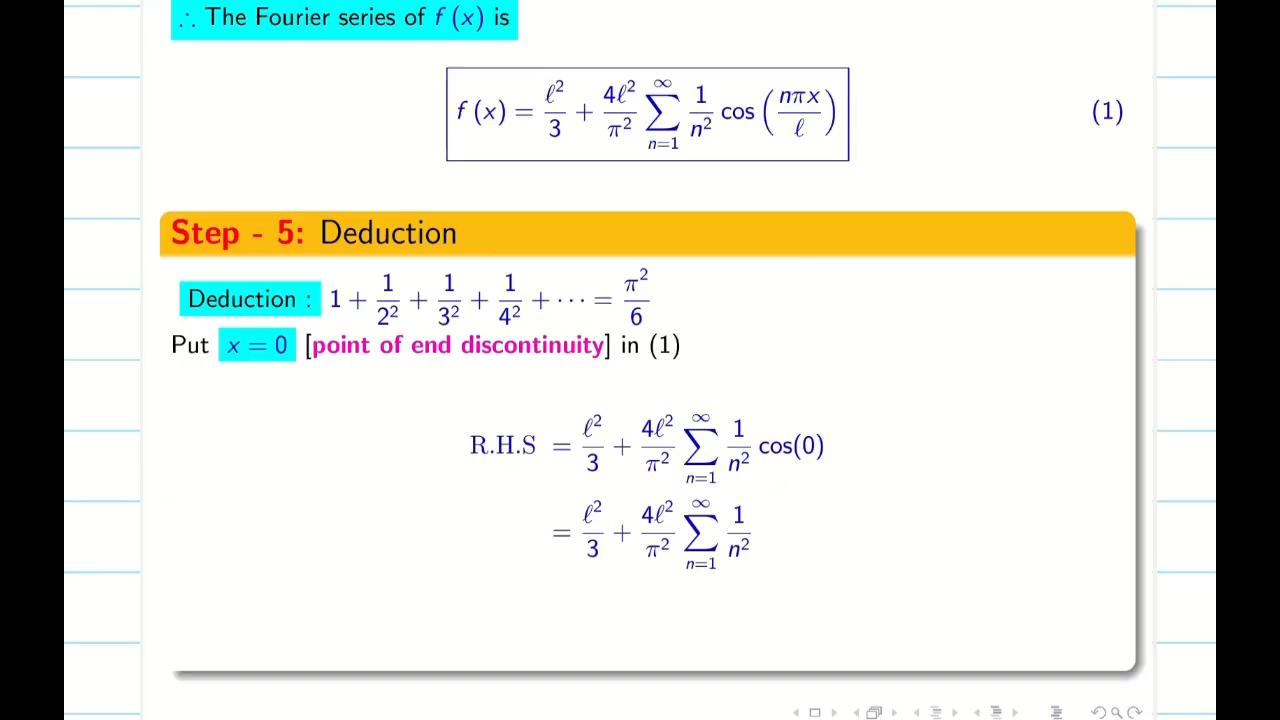 ∴ The Fourier series of f (x) is
f (x) = ℓ²/3 + 4ℓ²/π² ∑_{n=1}^{∞} 1/n² cos (nπx/ℓ) (1)
Step - 5: Deduction
Deduction : 1 + 1/2² + 1/3² + 1/4² + ⋯ = π²/6
Put x = 0 [point of end discontinuity] in (1)
R.H.S = ℓ²/3 + 4ℓ²/π² ∑_{n=1}^{∞} 1/n² cos(0)
= ℓ²/3 + 4ℓ²/π² ∑_{n=1}^{∞} 1/n²